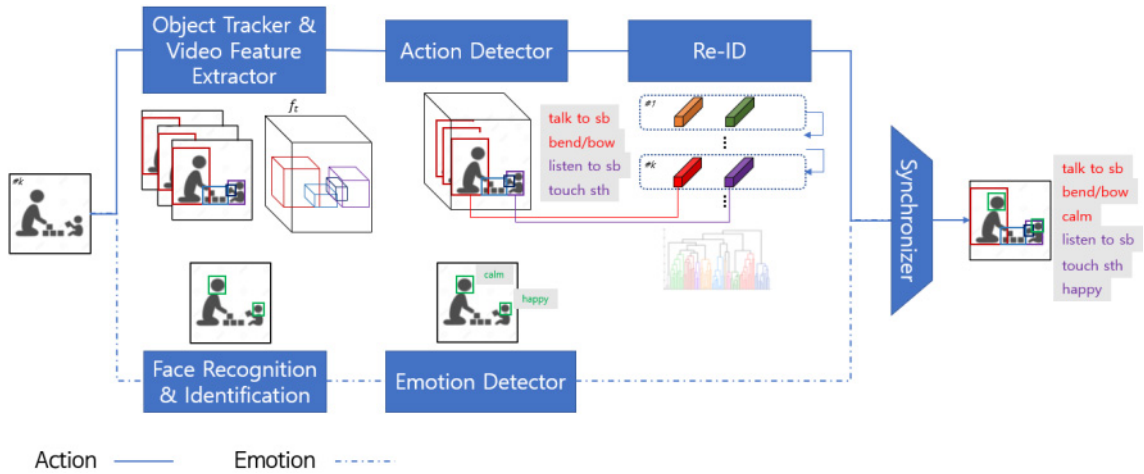 Object Tracker &
Video Feature
Extractor
Action Detector
Re-ID
f_t
#1
talk to sb
bend/bow
listen to sb
touch sth
...
#k
...
#k
Synchronizer
talk to sb
bend/bow
calm
listen to sb
touch sth
happy
calm
happy
Face Recognition
& Identification
Emotion Detector
Action
Emotion